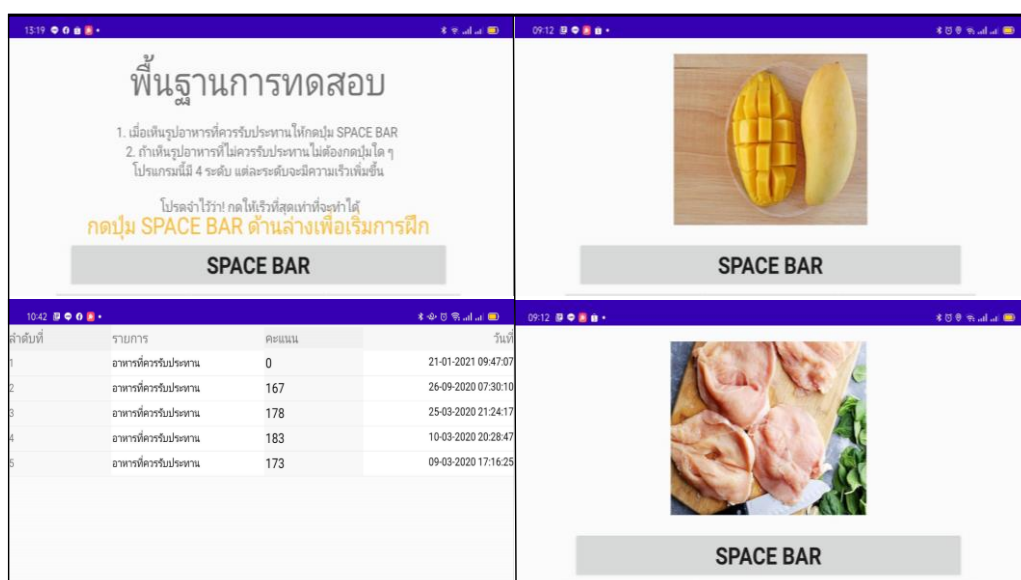 13:19
พื้นฐานการทดสอบ
1. เมื่อเห็นรูปอาหารที่ควรรับประทานให้กดปุ่ม SPACE BAR
2. ถ้าเห็นรูปอาหารที่ไม่ควรรับประทานไม่ต้องกดปุ่มใด ๆ
โปรแกรมนี้มี 4 ระดับ แต่ละระดับจะมีความเร็วเพิ่มขึ้น
โปรดจำไว้ว่า! กดให้เร็วที่สุดเท่าที่จะทำได้
กดปุ่ม SPACE BAR ด้านล่างเพื่อเริ่มการฝึก
SPACE BAR
09:12
SPACE BAR
10:42
ลำดับที่ รายการ คะแนน วันที่
1 อาหารที่ควรรับประทาน 0 21-01-2021 09:47:07
2 อาหารที่ควรรับประทาน 167 26-09-2020 07:30:10
3 อาหารที่ควรรับประทาน 178 25-03-2020 21:24:17
4 อาหารที่ควรรับประทาน 183 10-03-2020 20:28:47
5 อาหารที่ควรรับประทาน 173 09-03-2020 17:16:25
09:12
SPACE BAR